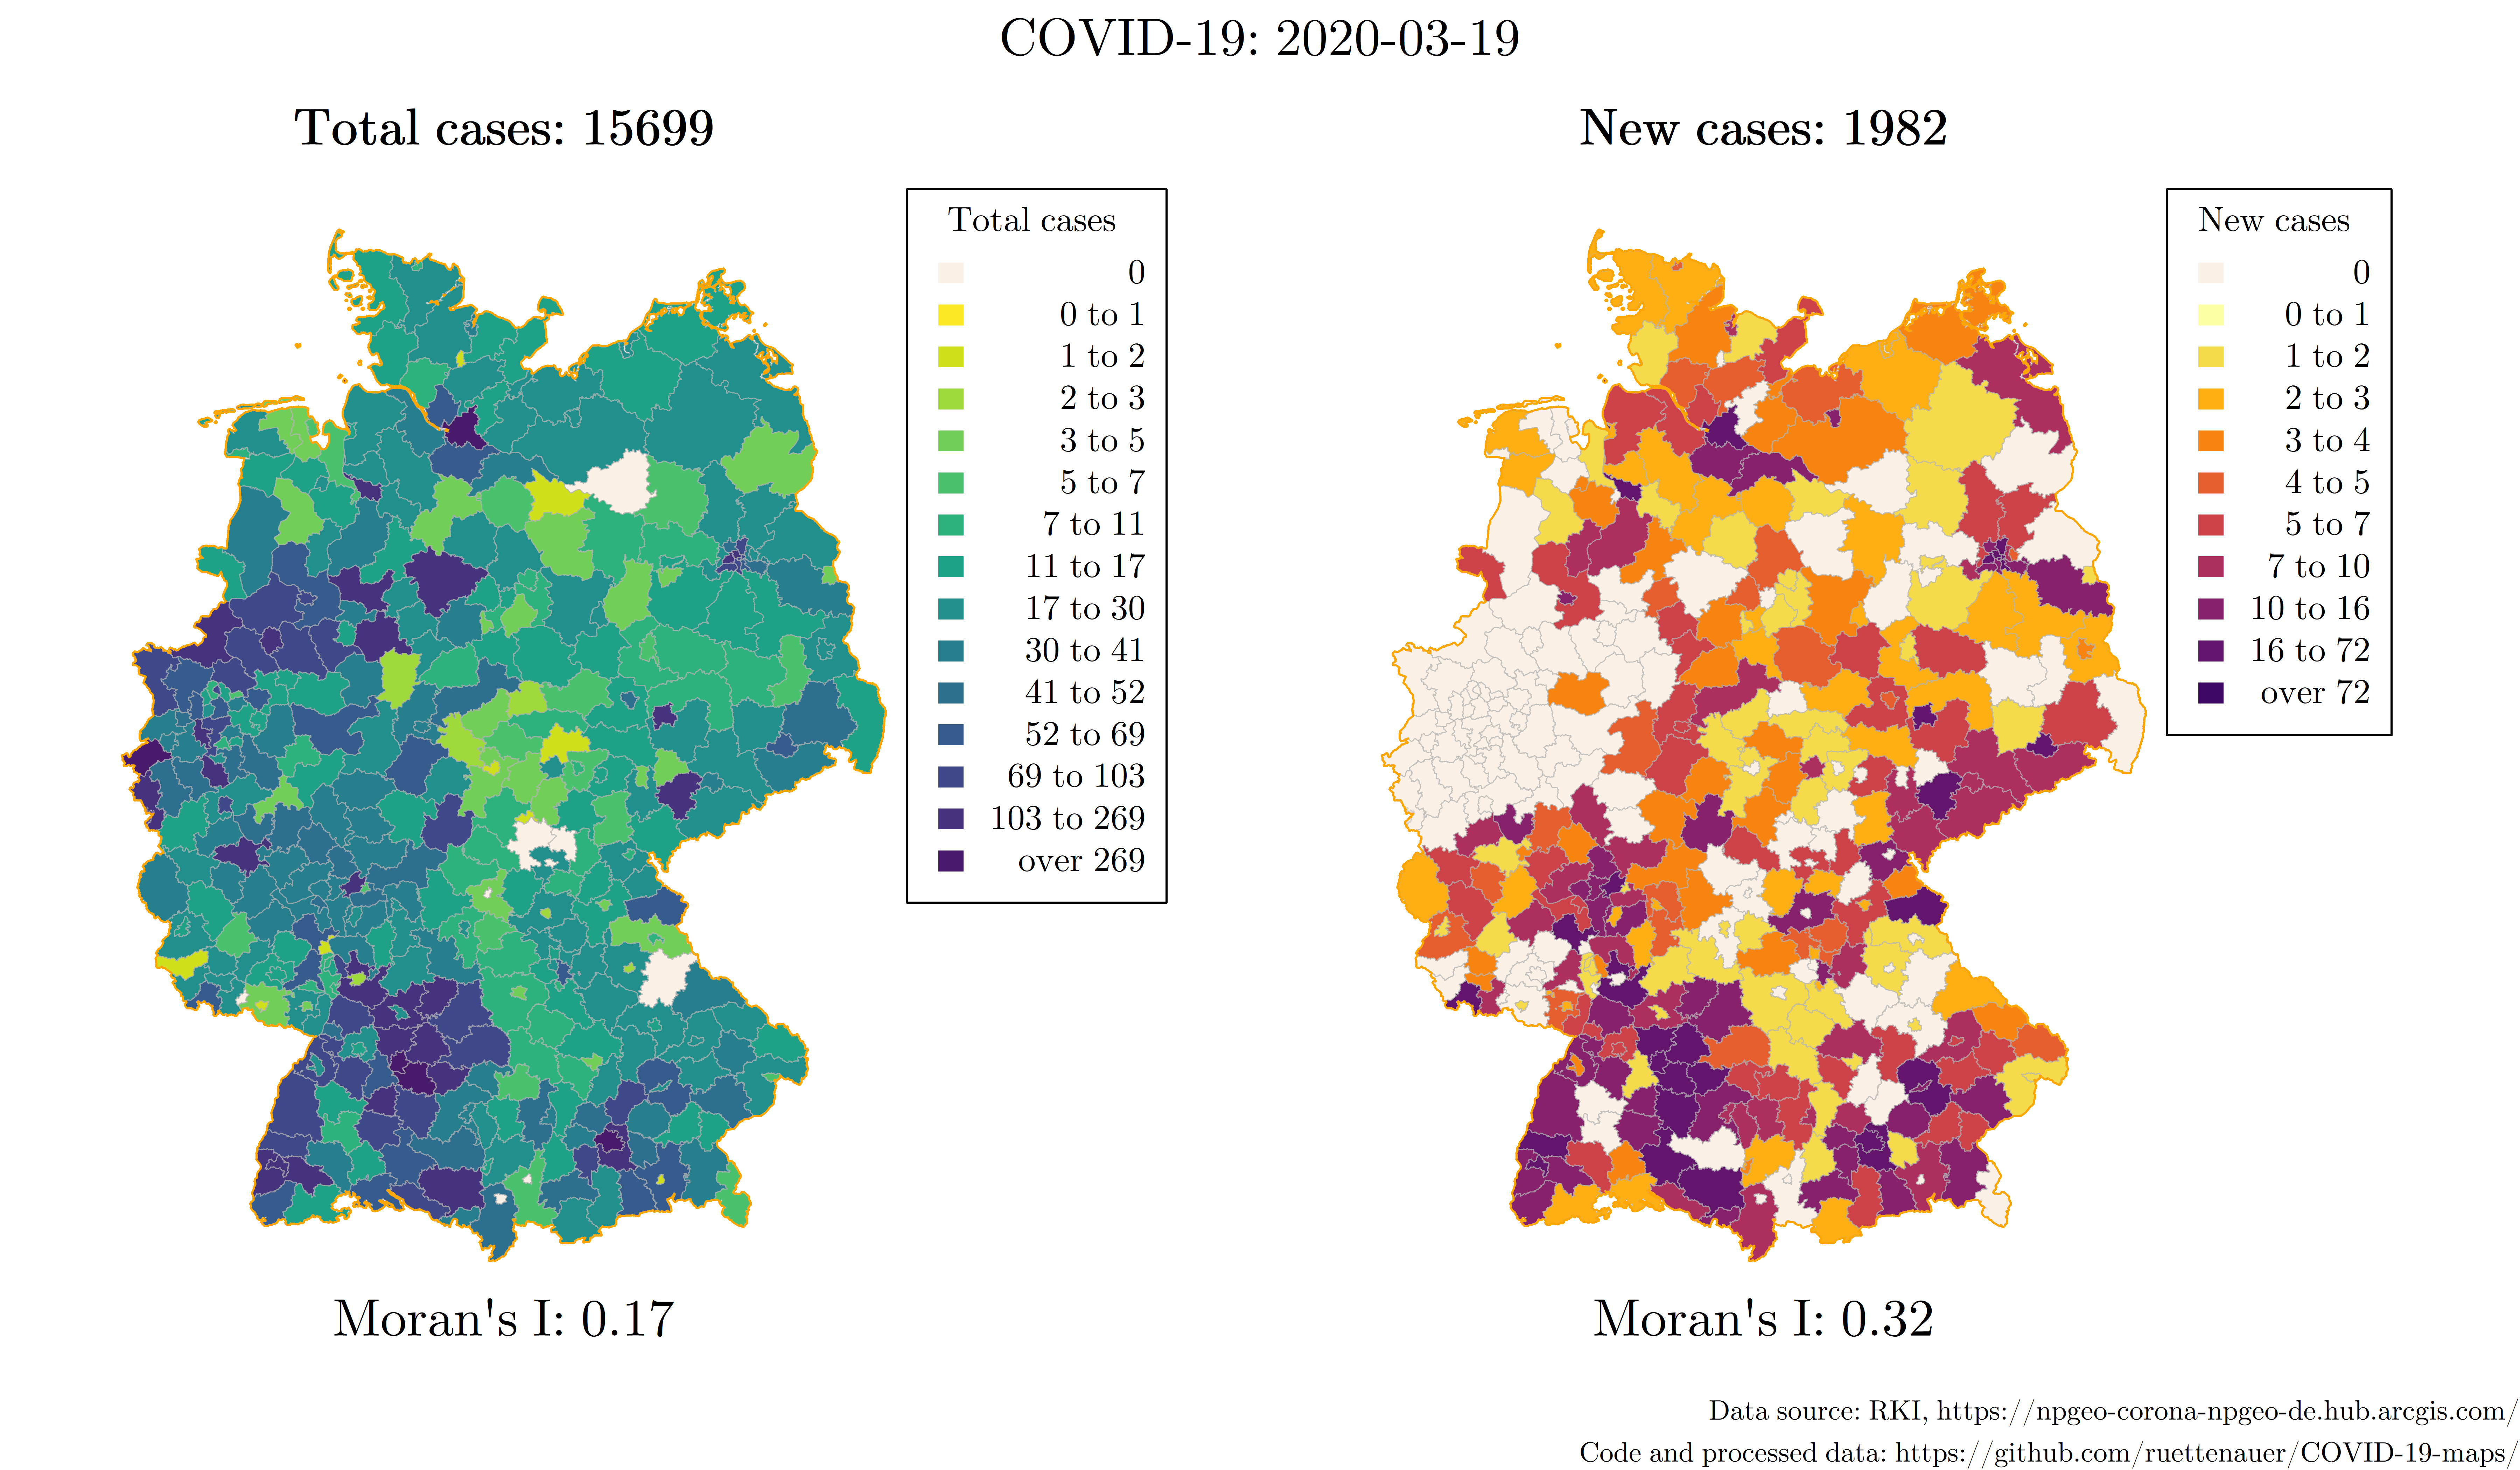 COVID-19: 2020-03-19
Total cases: 15699
Total cases
0
0 to 1
1 to 2
2 to 3
3 to 5
5 to 7
7 to 11
11 to 17
17 to 30
30 to 41
41 to 52
52 to 69
69 to 103
103 to 269
over 269
Moran's I: 0.17
New cases: 1982
New cases
0
0 to 1
1 to 2
2 to 3
3 to 4
4 to 5
5 to 7
7 to 10
10 to 16
16 to 72
over 72
Moran's I: 0.32
Data source: RKI, https://npgeo-corona-npgeo-de.hub.arcgis.com/
Code and processed data: https://github.com/ruettenauer/COVID-19-maps/